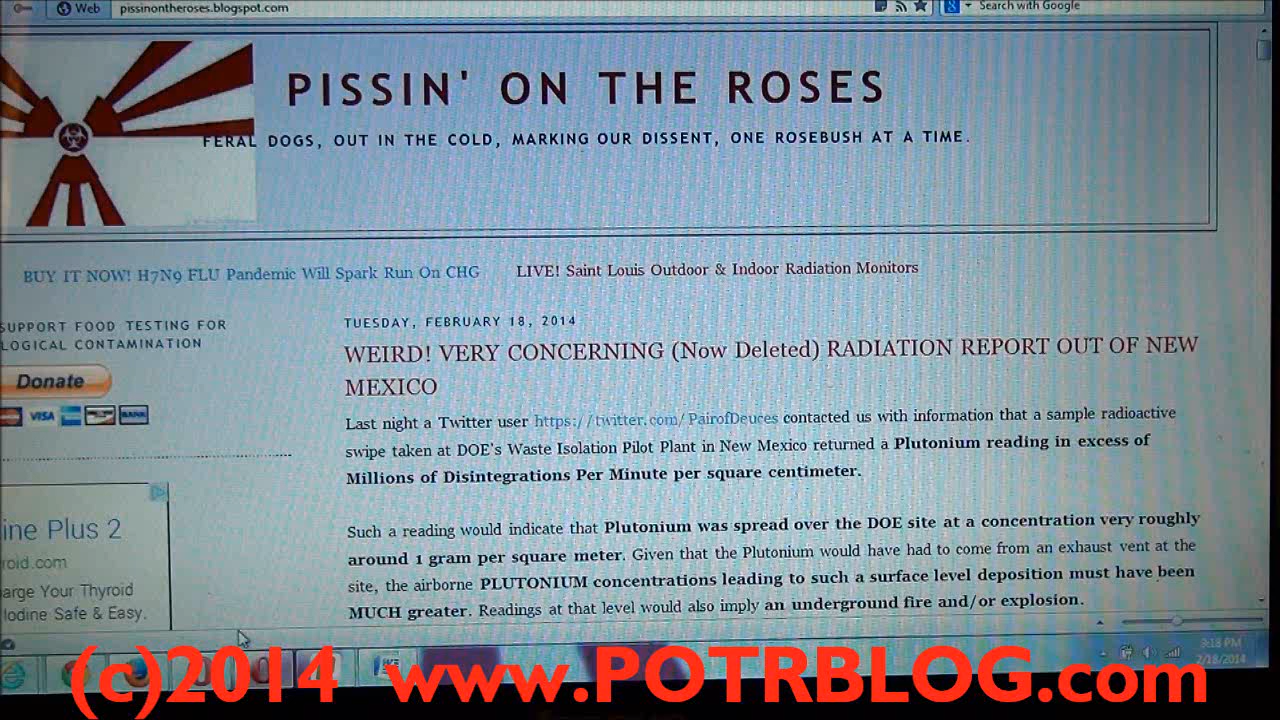 Web
pissinontheroses.blogspot.com
Search with Google
PISSIN' ON THE ROSES
FERAL DOGS, OUT IN THE COLD, MARKING OUR DISSENT, ONE ROSEBUSH AT A TIME.
BUY IT NOW! H7N9 FLU Pandemic Will Spark Run On CHG
LIVE! Saint Louis Outdoor & Indoor Radiation Monitors
SUPPORT FOOD TESTING FOR
LOGICAL CONTAMINATION
Donate
VISA
BANK
ine Plus 2
roid.com
arge Your Thyroid
Iodine Safe & Easy.
TUESDAY, FEBRUARY 18, 2014
WEIRD! VERY CONCERNING (Now Deleted) RADIATION REPORT OUT OF NEW
MEXICO
Last night a Twitter user https://twitter.com/PairofDeuces contacted us with information that a sample radioactive
swipe taken at DOE's Waste Isolation Pilot Plant in New Mexico returned a Plutonium reading in excess of
Millions of Disintegrations Per Minute per square centimeter.
Such a reading would indicate that Plutonium was spread over the DOE site at a concentration very roughly
around 1 gram per square meter. Given that the Plutonium would have had to come from an exhaust vent at the
site, the airborne PLUTONIUM concentrations leading to such a surface level deposition must have been
MUCH greater. Readings at that level would also imply an underground fire and/or explosion.
9:18 PM
2/18/2014
(c)2014 www.POTRBLOG.com